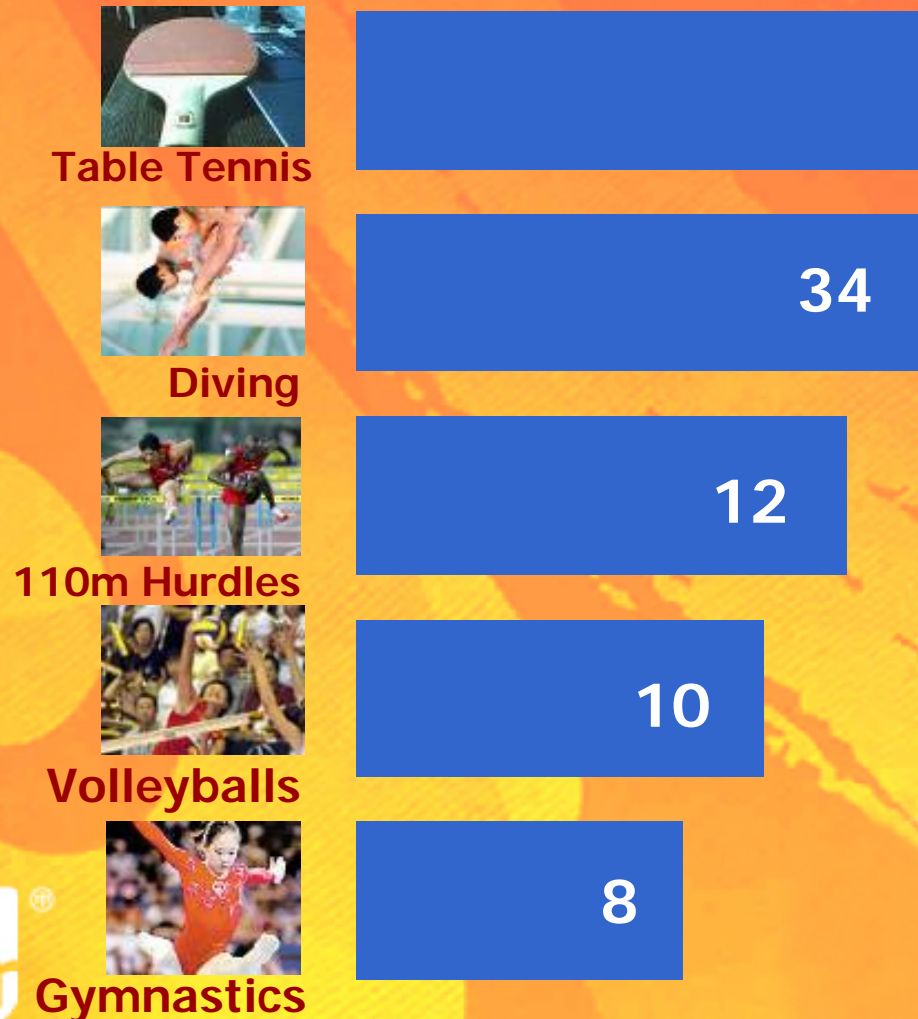 Table Tennis
34
Diving
12
110m Hurdles
10
Volleyballs
8
Gymnastics
®